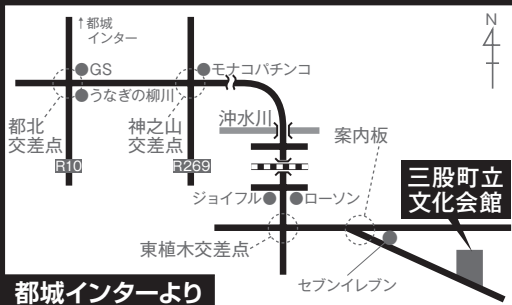 ↑都城
インター
N
GS
モナコパチンコ
うなぎの柳川
都北
交差点
神之山
交差点
沖水川
案内板
R10
R269
三股町立
文化会館
ジョイフル
ローソン
東植木交差点
セブンイレブン
都城インターより